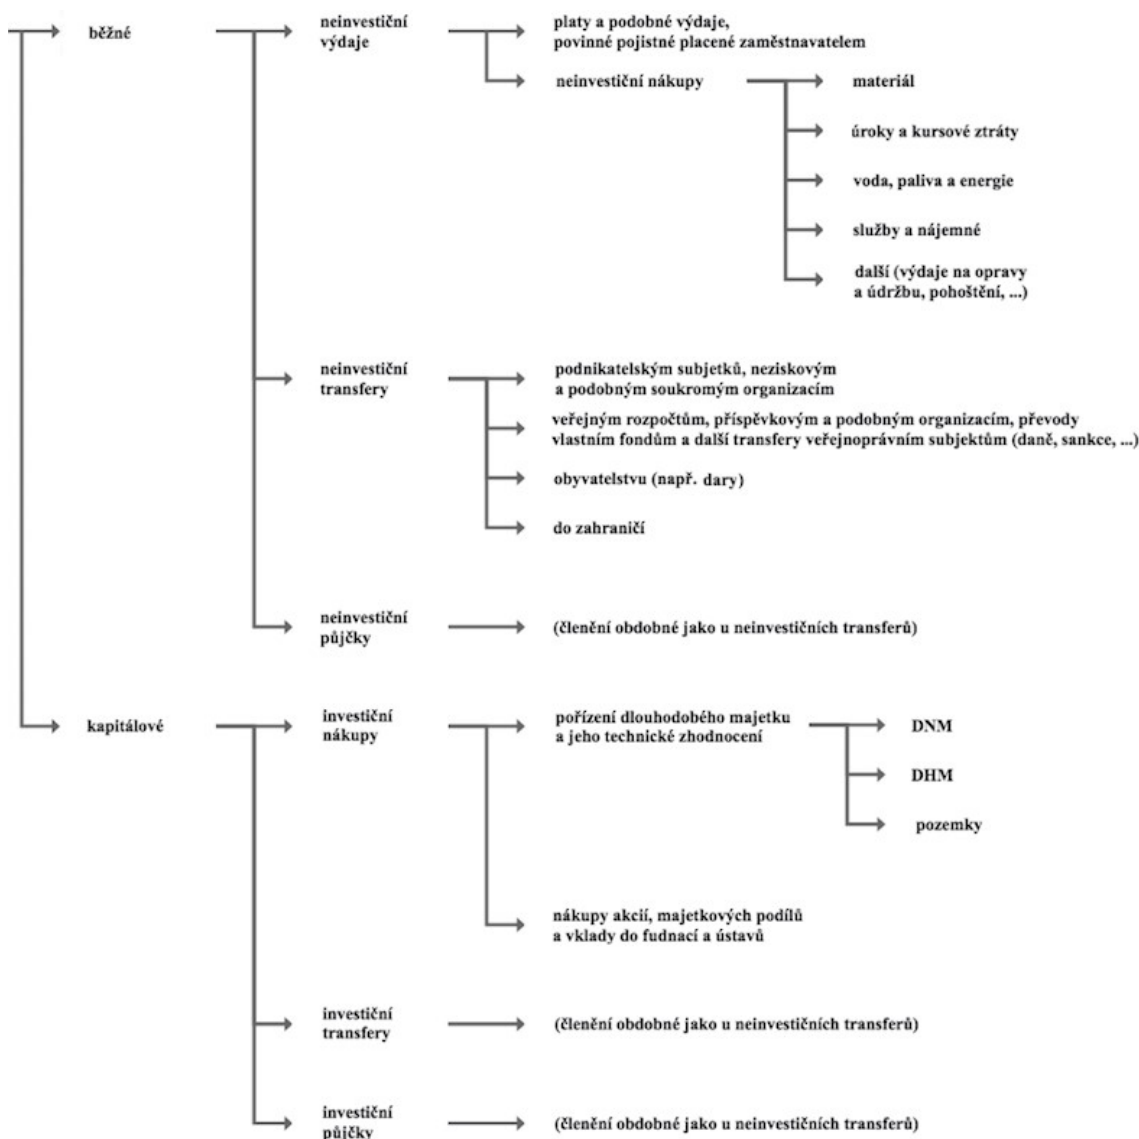 běžné
neinvestiční
výdaje
platy a podobné výdaje,
povinné pojistné placené zaměstnavatelem
neinvestiční nákupy
materiál
úroky a kursové ztráty
voda, paliva a energie
služby a nájemné
další (výdaje na opravy
a údržbu, pohoštění, ...)
neinvestiční
transfery
podnikatelským subjetků, neziskovým
a podobným soukromým organizacím
veřejným rozpočtům, příspěvkovým a podobným organizacím, převody
vlastním fondům a další transfery veřejnoprávním subjektům (daně, sankce, ...)
obyvatelstvu (např. dary)
do zahraničí
neinvestiční
půjčky
(členění obdobné jako u neinvestičních transferů)
kapitálové
investiční
nákupy
pořízení dlouhodobého majetku
a jeho technické zhodnocení
DNM
DHM
pozemky
nákupy akcií, majetkových podílů
a vklady do fudnací a ústavů
investiční
transfery
(členění obdobné jako u neinvestičních transferů)
investiční
půjčky
(členění obdobné jako u neinvestičních transferů)